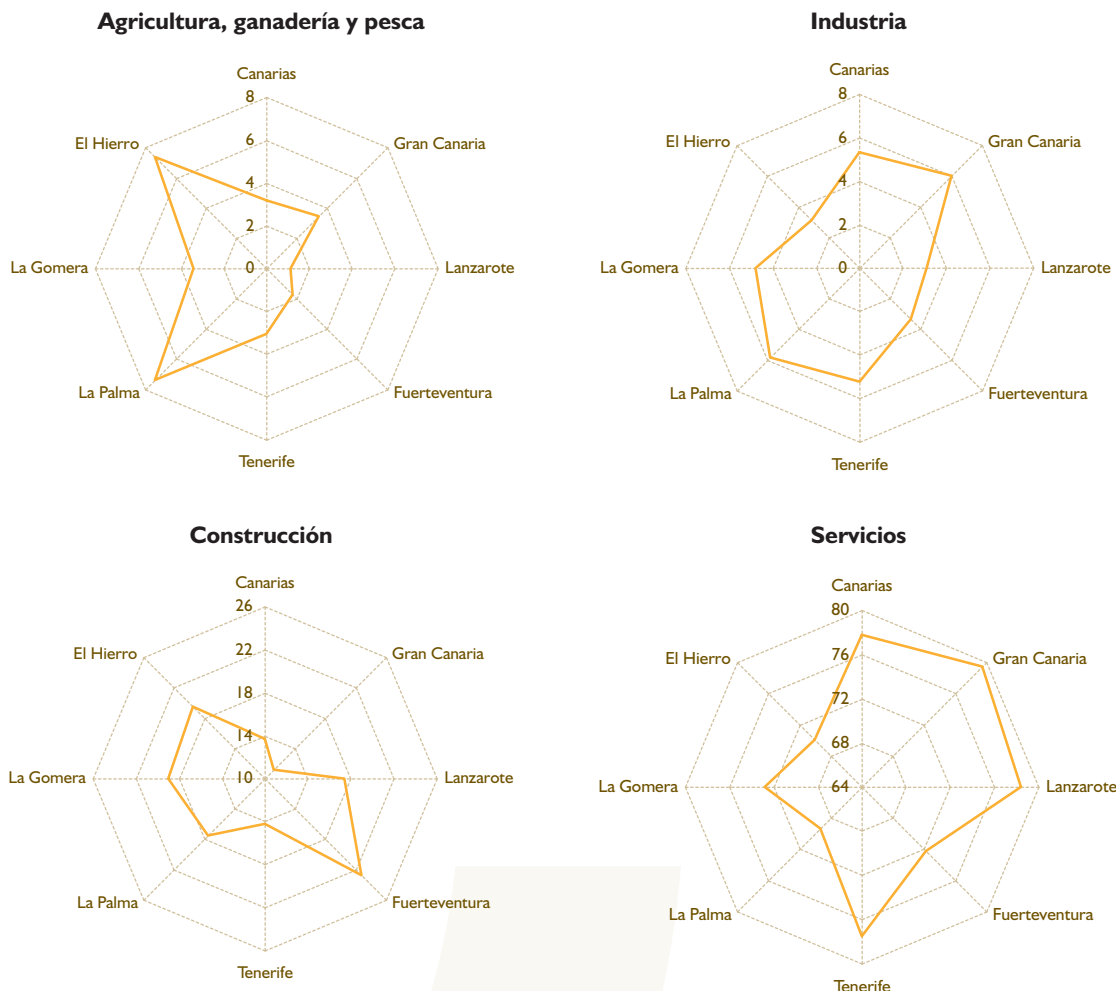 Agricultura, ganadería y pesca
Canarias
8
El Hierro
Gran Canaria
6
4
2
La Gomera
0
Lanzarote
La Palma
Fuerteventura
Tenerife
Industria
Canarias
8
El Hierro
Gran Canaria
6
4
2
La Gomera
0
Lanzarote
La Palma
Fuerteventura
Tenerife
Construcción
Canarias
26
El Hierro
Gran Canaria
22
18
14
La Gomera
10
Lanzarote
La Palma
Fuerteventura
Tenerife
Servicios
Canarias
80
El Hierro
Gran Canaria
76
72
68
La Gomera
64
Lanzarote
La Palma
Fuerteventura
Tenerife